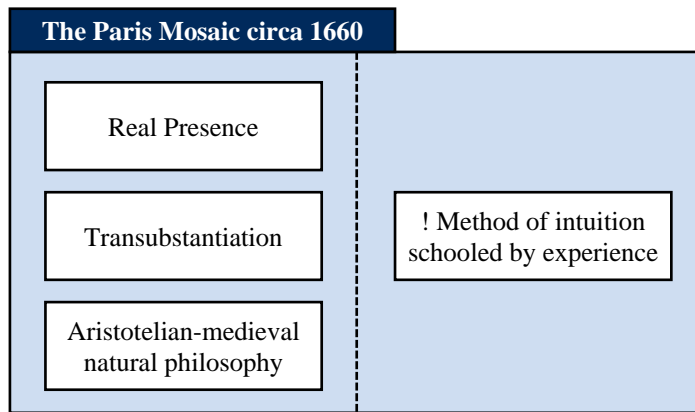 The Paris Mosaic circa 1660
Real Presence
Transubstantiation
Aristotelian-medieval
natural philosophy
! Method of intuition
schooled by experience